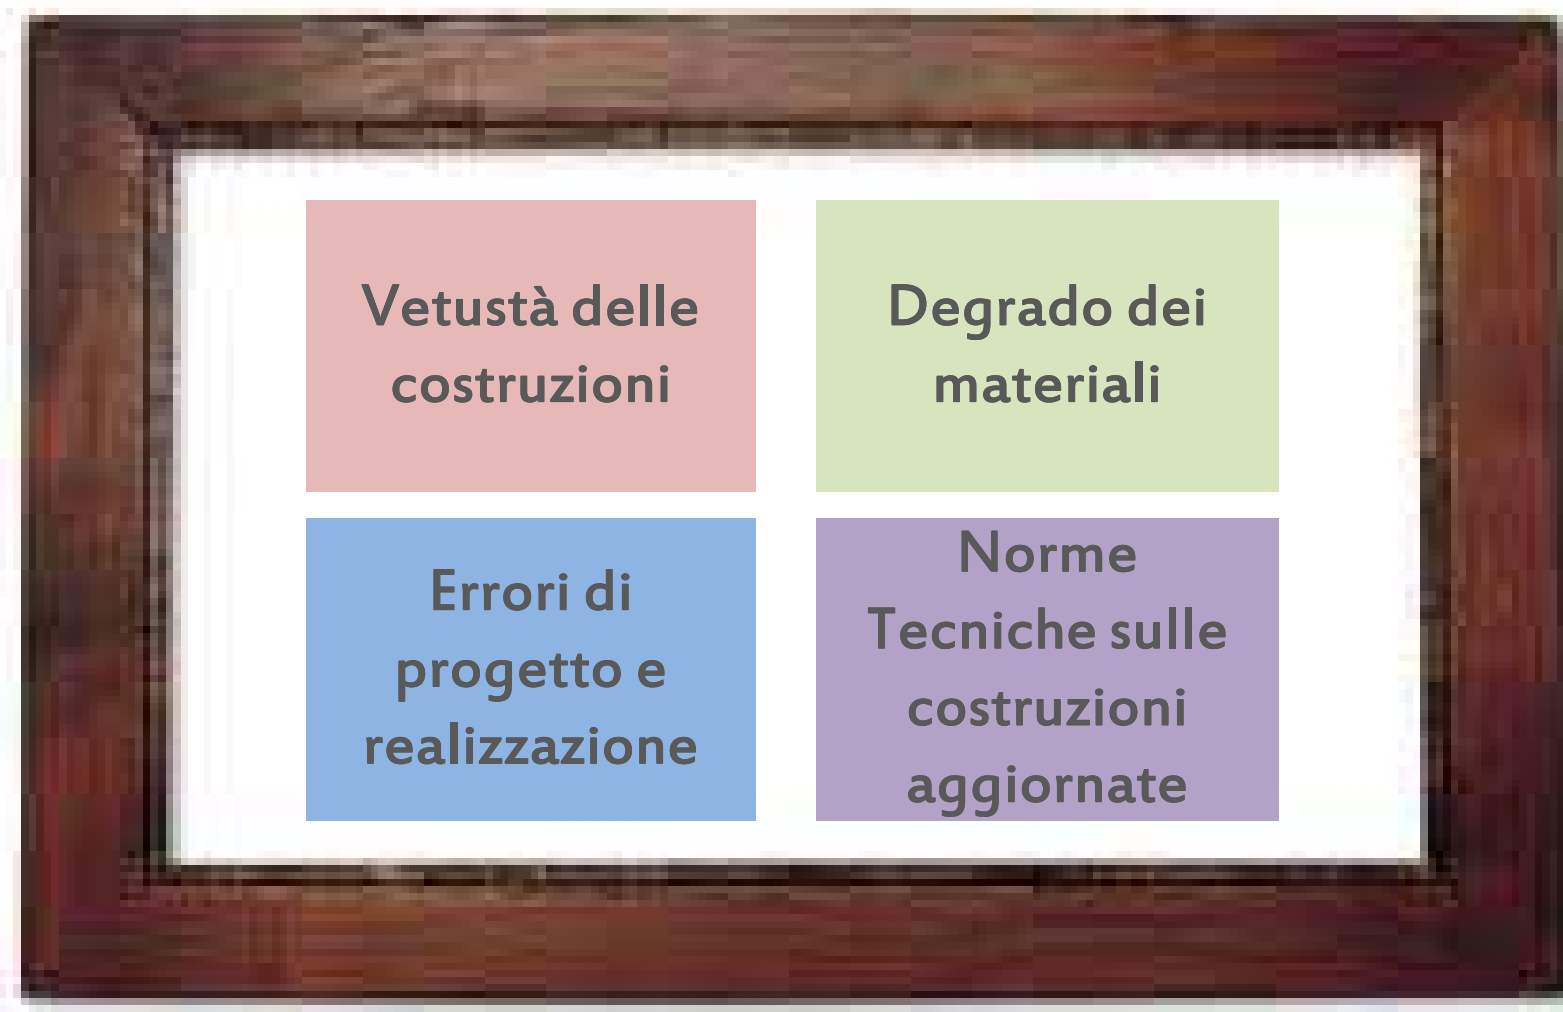 Vetustà delle
costruzioni
Degrado dei
materiali
Errori di
progetto e
realizzazione
Norme
Tecniche sulle
costruzioni
aggiornate